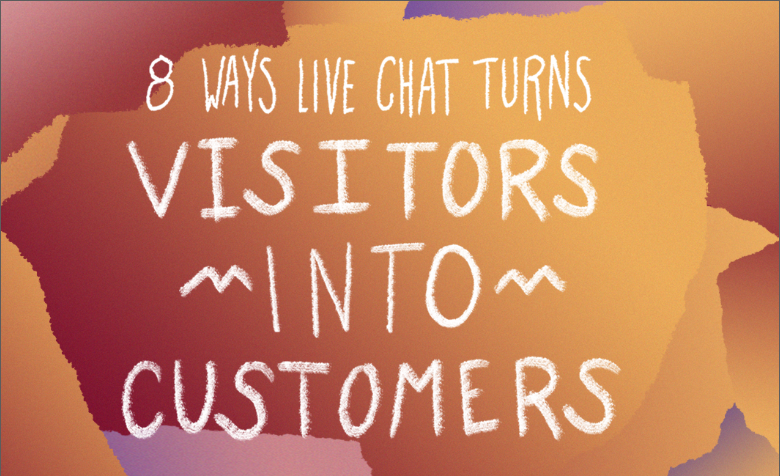 8 WAYS LIVE CHAT TURNS
VISITORS
INTO
CUSTOMERS